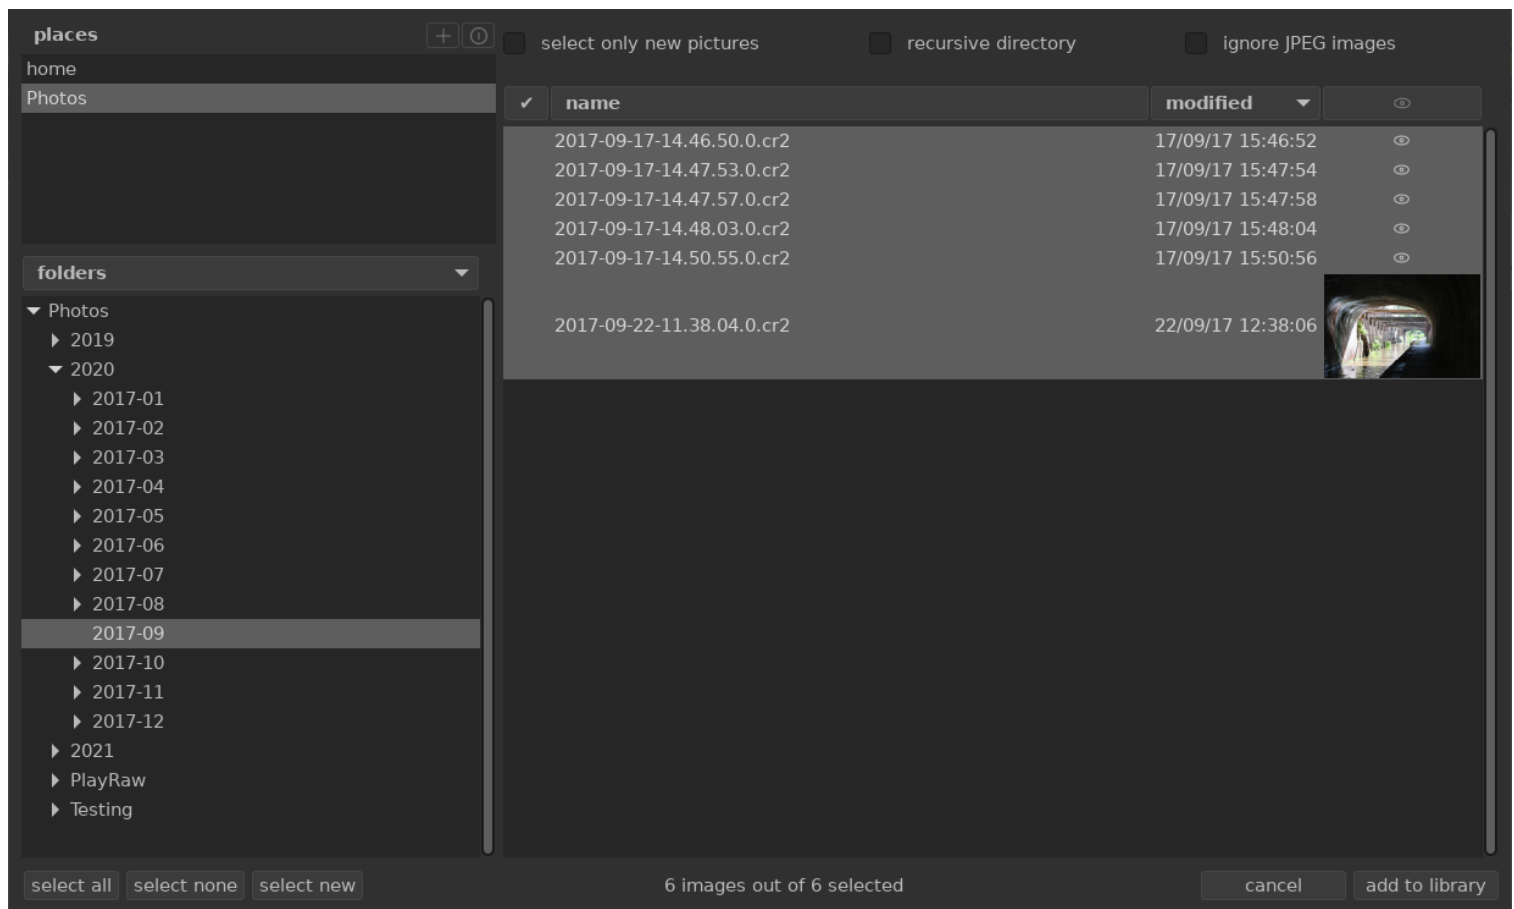 places
home
Photos
folders
Photos
2019
2020
2017-01
2017-02
2017-03
2017-04
2017-05
2017-06
2017-07
2017-08
2017-09
2017-10
2017-11
2017-12
2021
PlayRaw
Testing
select only new pictures recursive directory ignore JPEG images
✔ name modified
2017-09-17-14.46.50.0.cr2 17/09/17 15:46:52
2017-09-17-14.47.53.0.cr2 17/09/17 15:47:54
2017-09-17-14.47.57.0.cr2 17/09/17 15:47:58
2017-09-17-14.48.03.0.cr2 17/09/17 15:48:04
2017-09-17-14.50.55.0.cr2 17/09/17 15:50:56
2017-09-22-11.38.04.0.cr2 22/09/17 12:38:06
select all select none select new 6 images out of 6 selected cancel add to library